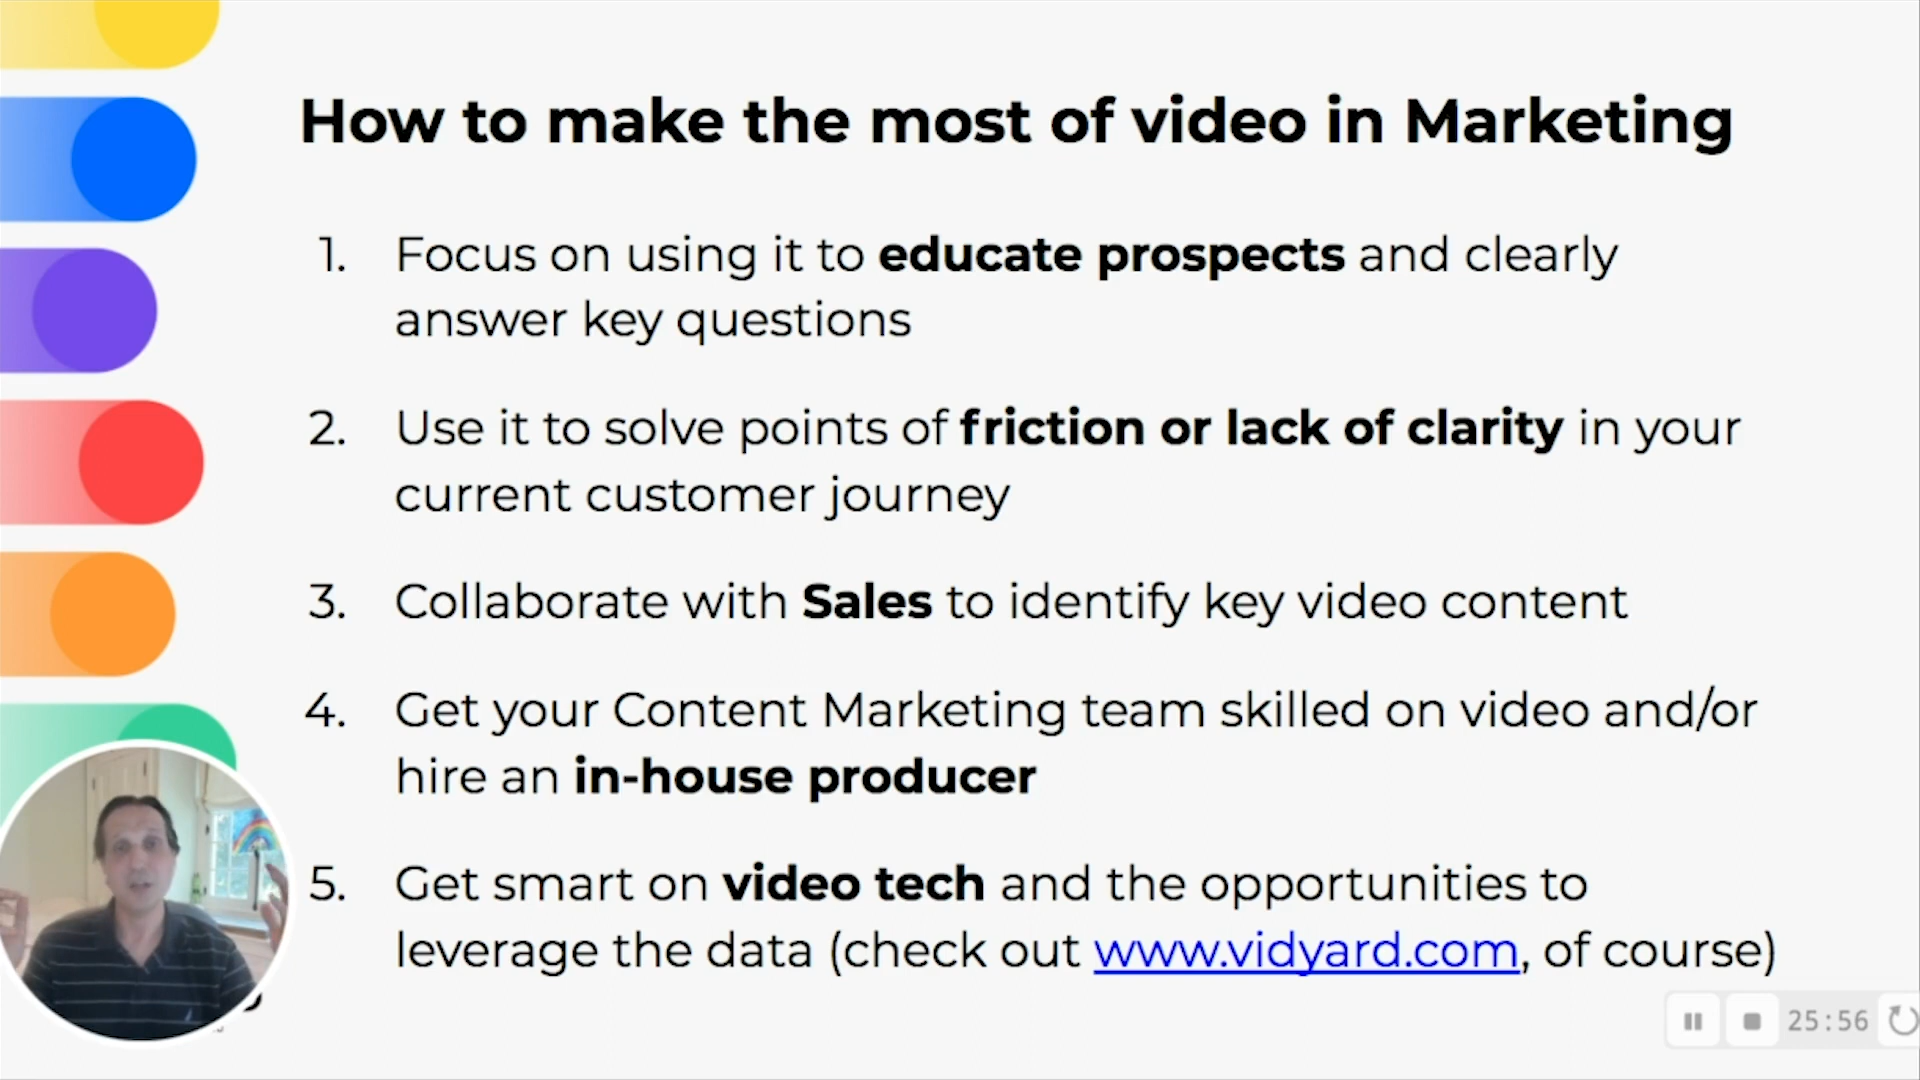 How to make the most of video in Marketing
1. Focus on using it to educate prospects and clearly
answer key questions
2. Use it to solve points of friction or lack of clarity in your
current customer journey
3. Collaborate with Sales to identify key video content
4. Get your Content Marketing team skilled on video and/or
hire an in-house producer
5. Get smart on video tech and the opportunities to
leverage the data (check out www.vidyard.com, of course)
25:56